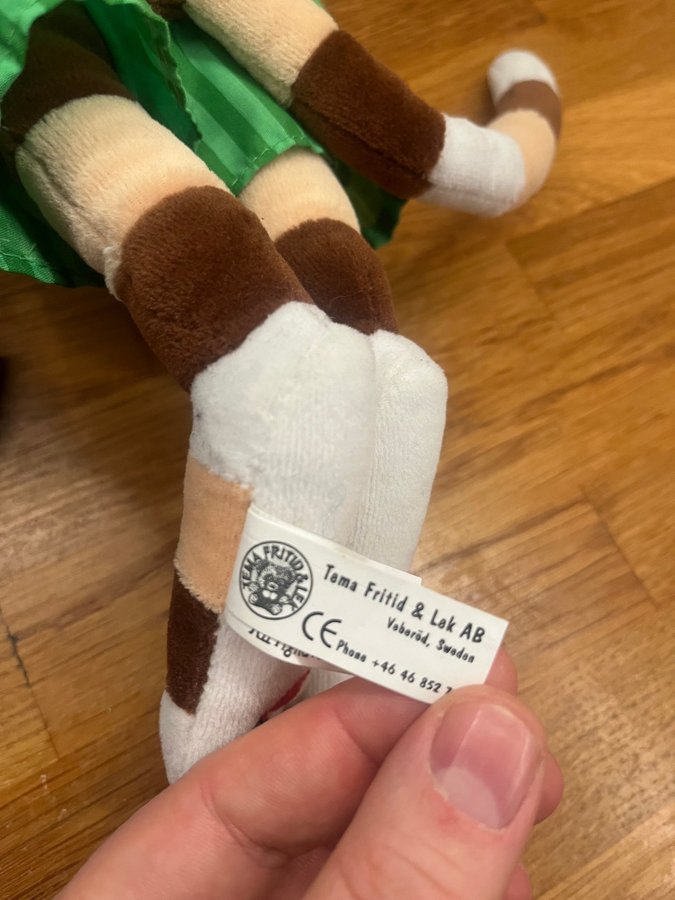 TEMA FRITID & LEK
Tema Fritid & Lek AB
Veberöd, Sweden
CE
Phone +46 46 852